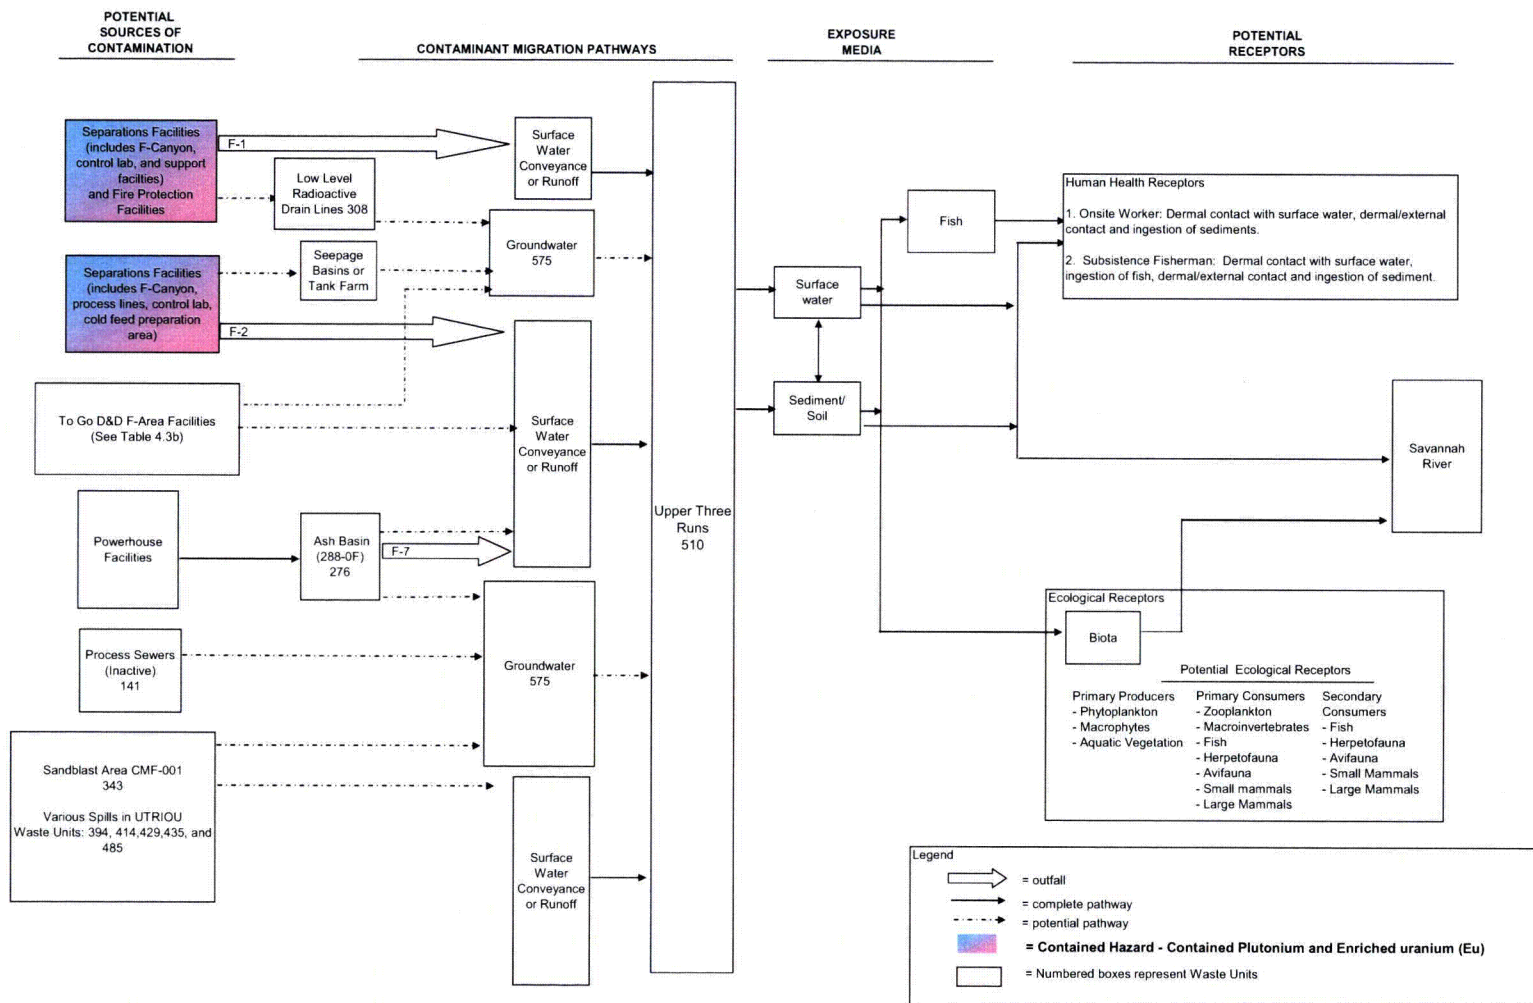 POTENTIAL
SOURCES OF
CONTAMINATION
CONTAMINANT MIGRATION PATHWAYS
EXPOSURE
MEDIA
POTENTIAL
RECEPTORS
Separations Facilities
(includes F-Canyon,
control lab, and support
facilties)
and Fire Protection
Facilities
F-1
Surface
Water
Conveyance
or Runoff
Low Level
Radioactive
Drain Lines 308
Groundwater
575
Seepage
Basins or
Tank Farm
Separations Facilities
(includes F-Canyon,
process lines, control lab,
cold feed preparation
area)
F-2
To Go D&D F-Area Facilities
(See Table 4.3b)
Surface
Water
Conveyance
or Runoff
Powerhouse
Facilities
Ash Basin
(288-0F)
276
F-7
Process Sewers
(Inactive)
141
Groundwater
575
Sandblast Area CMF-001
343
Various Spills in UTRIOU
Waste Units: 394, 414,429,435, and
485
Surface
Water
Conveyance
or Runoff
Upper Three
Runs
510
Surface
water
Sediment/
Soil
Fish
Human Health Receptors
1. Onsite Worker: Dermal contact with surface water, dermal/external
contact and ingestion of sediments.
2. Subsistence Fisherman: Dermal contact with surface water,
ingestion of fish, dermal/external contact and ingestion of sediment.
Savannah
River
Ecological Receptors
Biota
Potential Ecological Receptors
Primary Producers
- Phytoplankton
- Macrophytes
- Aquatic Vegetation
Primary Consumers
- Zooplankton
- Macroinvertebrates
- Fish
- Herpetofauna
- Avifauna
- Small mammals
- Large Mammals
Secondary
Consumers
- Fish
- Herpetofauna
- Avifauna
- Small Mammals
- Large Mammals
Legend
= outfall
= complete pathway
= potential pathway
= Contained Hazard - Contained Plutonium and Enriched uranium (Eu)
= Numbered boxes represent Waste Units